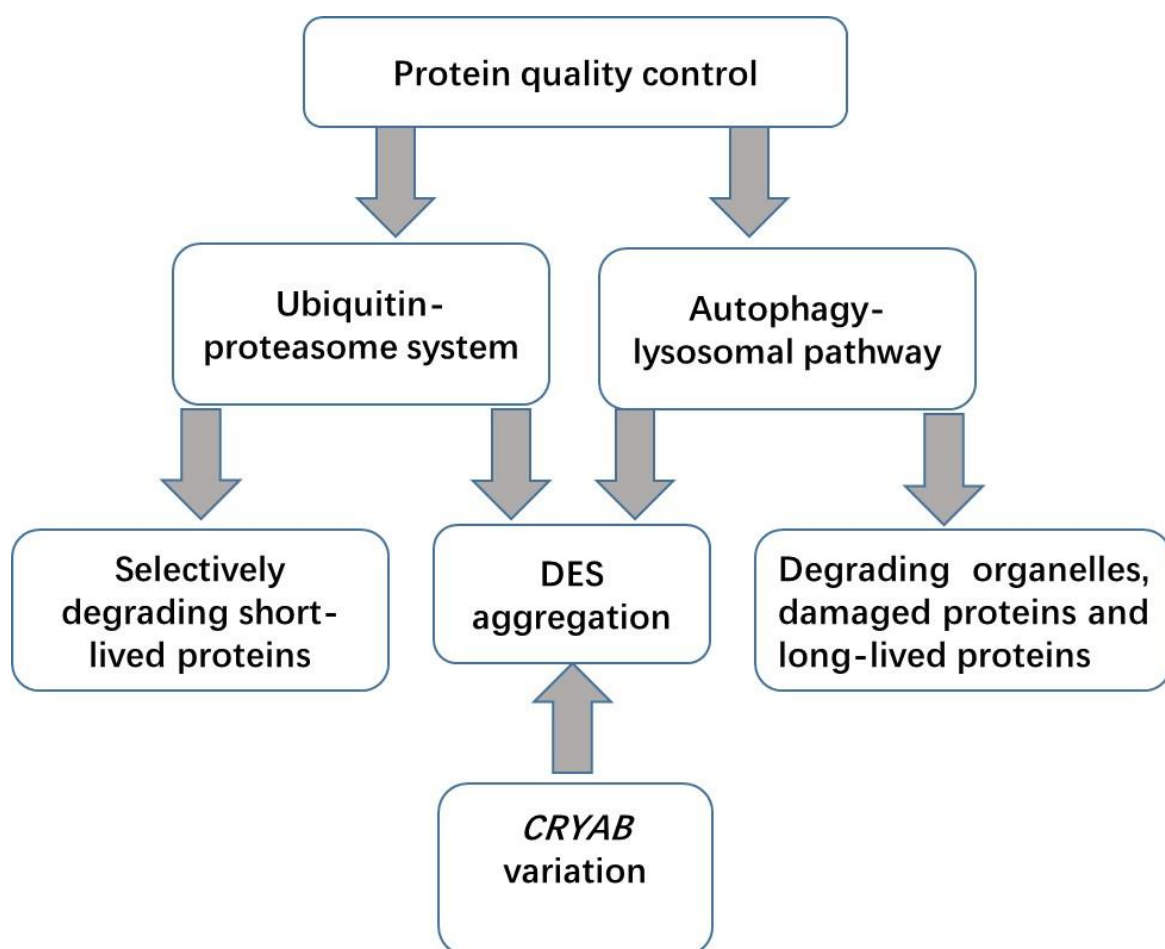 Protein quality control
Ubiquitin-
proteasome system
Autophagy-
lysosomal pathway
Selectively
degrading short-
lived proteins
DES
aggregation
Degrading organelles,
damaged proteins and
long-lived proteins
CRYAB
variation